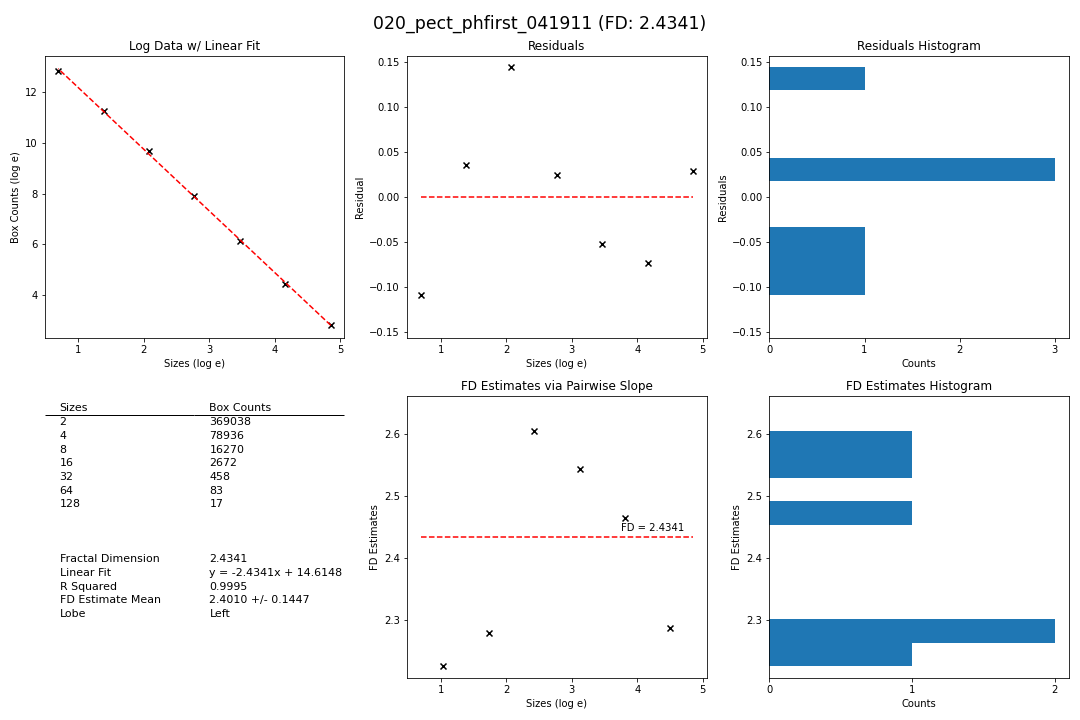 020_pect_phfirst_041911 (FD: 2.4341)
Log Data w/ Linear Fit
12
10
8
6
4
Box Counts (log e)
1 2 3 4 5
Sizes (log e)
Residuals
0.15
0.10
0.05
0.00
−0.05
−0.10
−0.15
Residual
1 2 3 4 5
Sizes (log e)
Residuals Histogram
0.15
0.10
0.05
0.00
−0.05
−0.10
−0.15
Residuals
0 1 2 3
Counts
Sizes Box Counts
2 369038
4 78936
8 16270
16 2672
32 458
64 83
128 17
Fractal Dimension 2.4341
Linear Fit y = -2.4341x + 14.6148
R Squared 0.9995
FD Estimate Mean 2.4010 +/- 0.1447
Lobe Left
FD Estimates via Pairwise Slope
2.6
2.5
2.4
2.3
FD Estimates
FD = 2.4341
1 2 3 4 5
Sizes (log e)
FD Estimates Histogram
2.6
2.5
2.4
2.3
FD Estimates
0 1 2
Counts